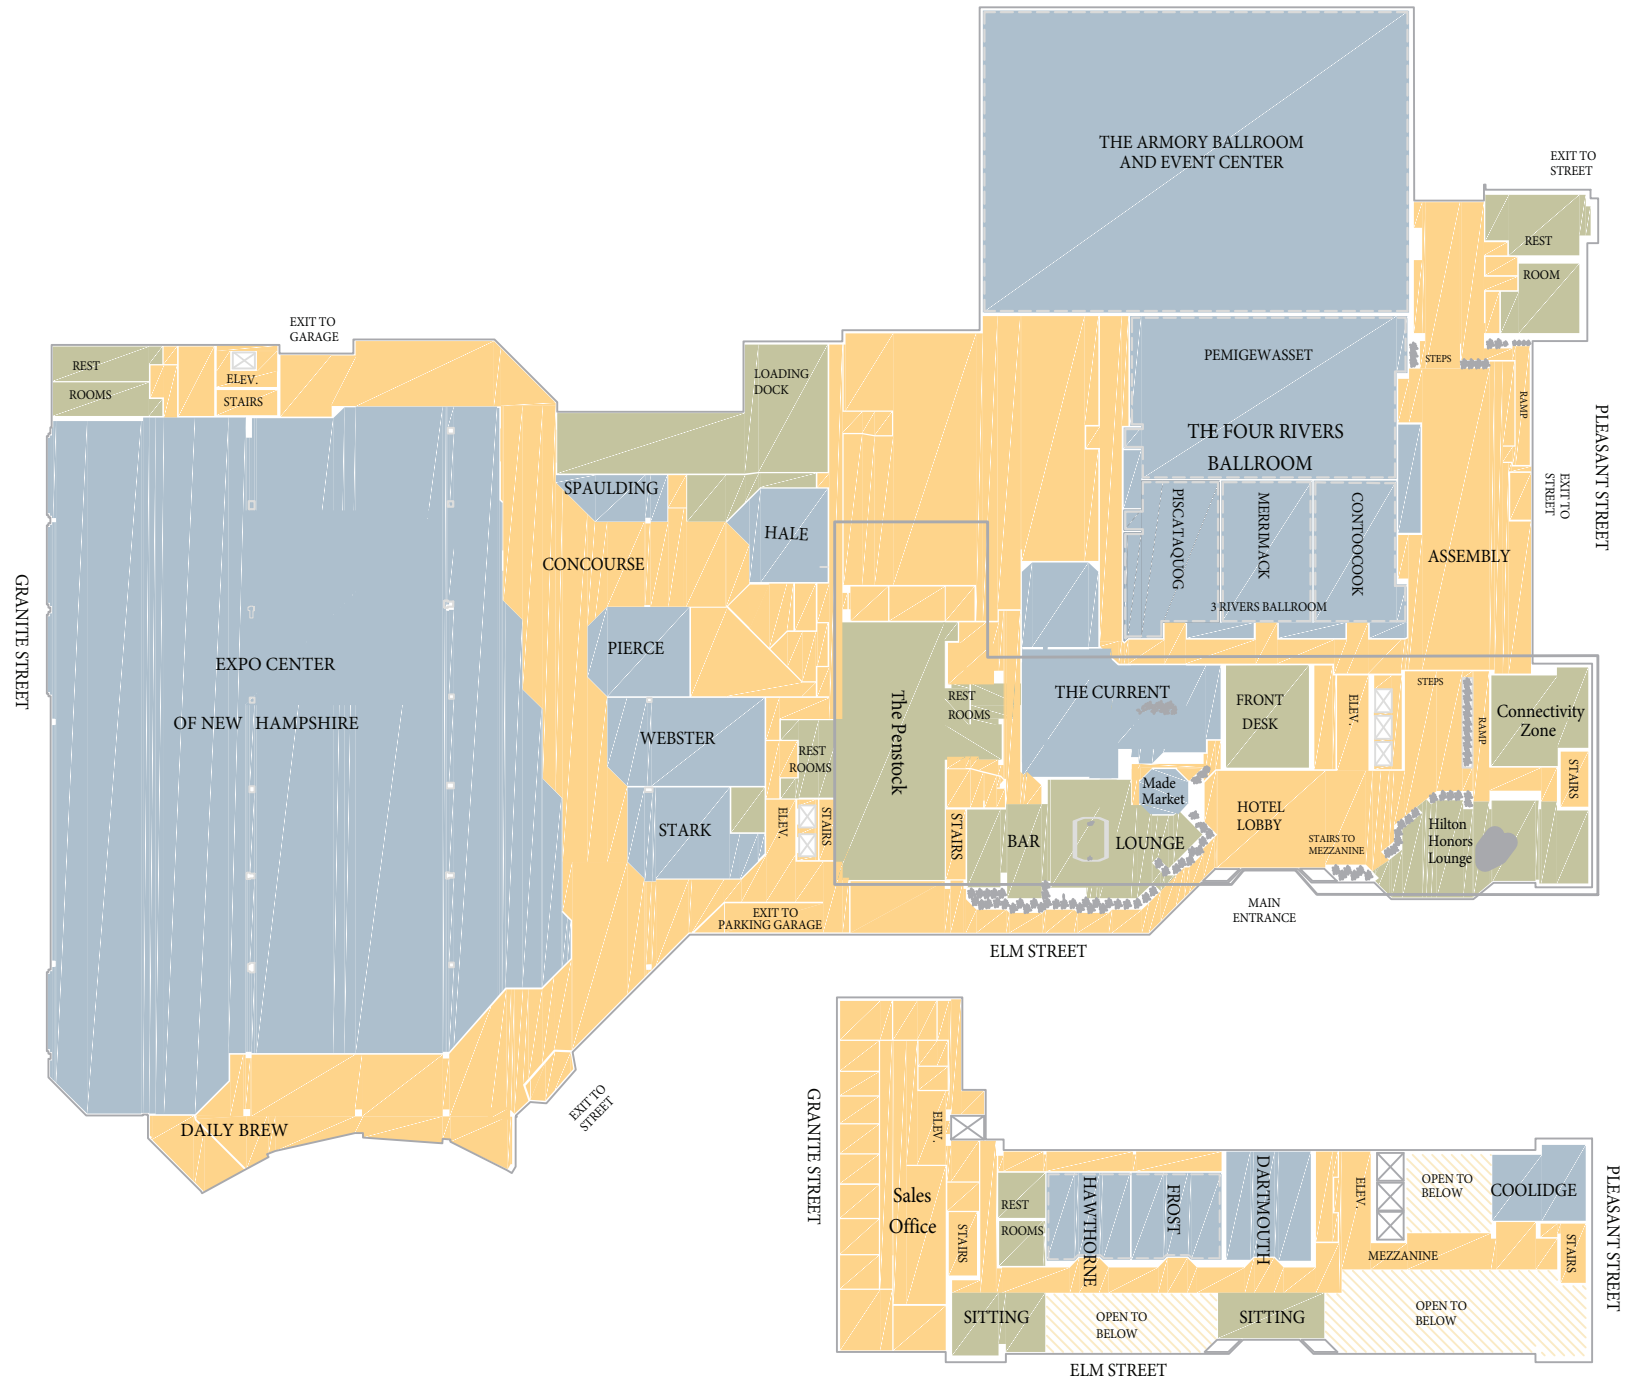 THE ARMORY BALLROOM
AND EVENT CENTER
EXIT TO
STREET
REST
ROOM
EXIT TO
GARAGE
REST
ROOMS
ELEV.
STAIRS
LOADING
DOCK
PEMIGEWASSET
STEPS
RAMP
THE FOUR RIVERS
BALLROOM
PLEASANT STREET
EXIT TO
STREET
SPAULDING
HALE
CONCOURSE
PISCATAQUOG
MERRIMACK
CONTOOCOOK
3 RIVERS BALLROOM
ASSEMBLY
GRANITE STREET
EXPO CENTER
OF NEW HAMPSHIRE
PIERCE
WEBSTER
STARK
REST
ROOMS
ELEV.
STAIRS
The Penstock
REST
ROOMS
STAIRS
THE CURRENT
FRONT
DESK
ELEV.
STEPS
RAMP
Connectivity
Zone
STAIRS
Made
Market
BAR
LOUNGE
HOTEL
LOBBY
STAIRS TO
MEZZANINE
Hilton
Honors
Lounge
EXIT TO
PARKING GARAGE
MAIN
ENTRANCE
ELM STREET
DAILY BREW
EXIT TO
STREET
GRANITE STREET
ELEV.
Sales
Office
STAIRS
REST
ROOMS
HAWTHORNE
FROST
DARTMOUTH
ELEV.
OPEN TO
BELOW
COOLIDGE
MEZZANINE
STAIRS
PLEASANT STREET
SITTING
OPEN TO
BELOW
SITTING
OPEN TO
BELOW
ELM STREET